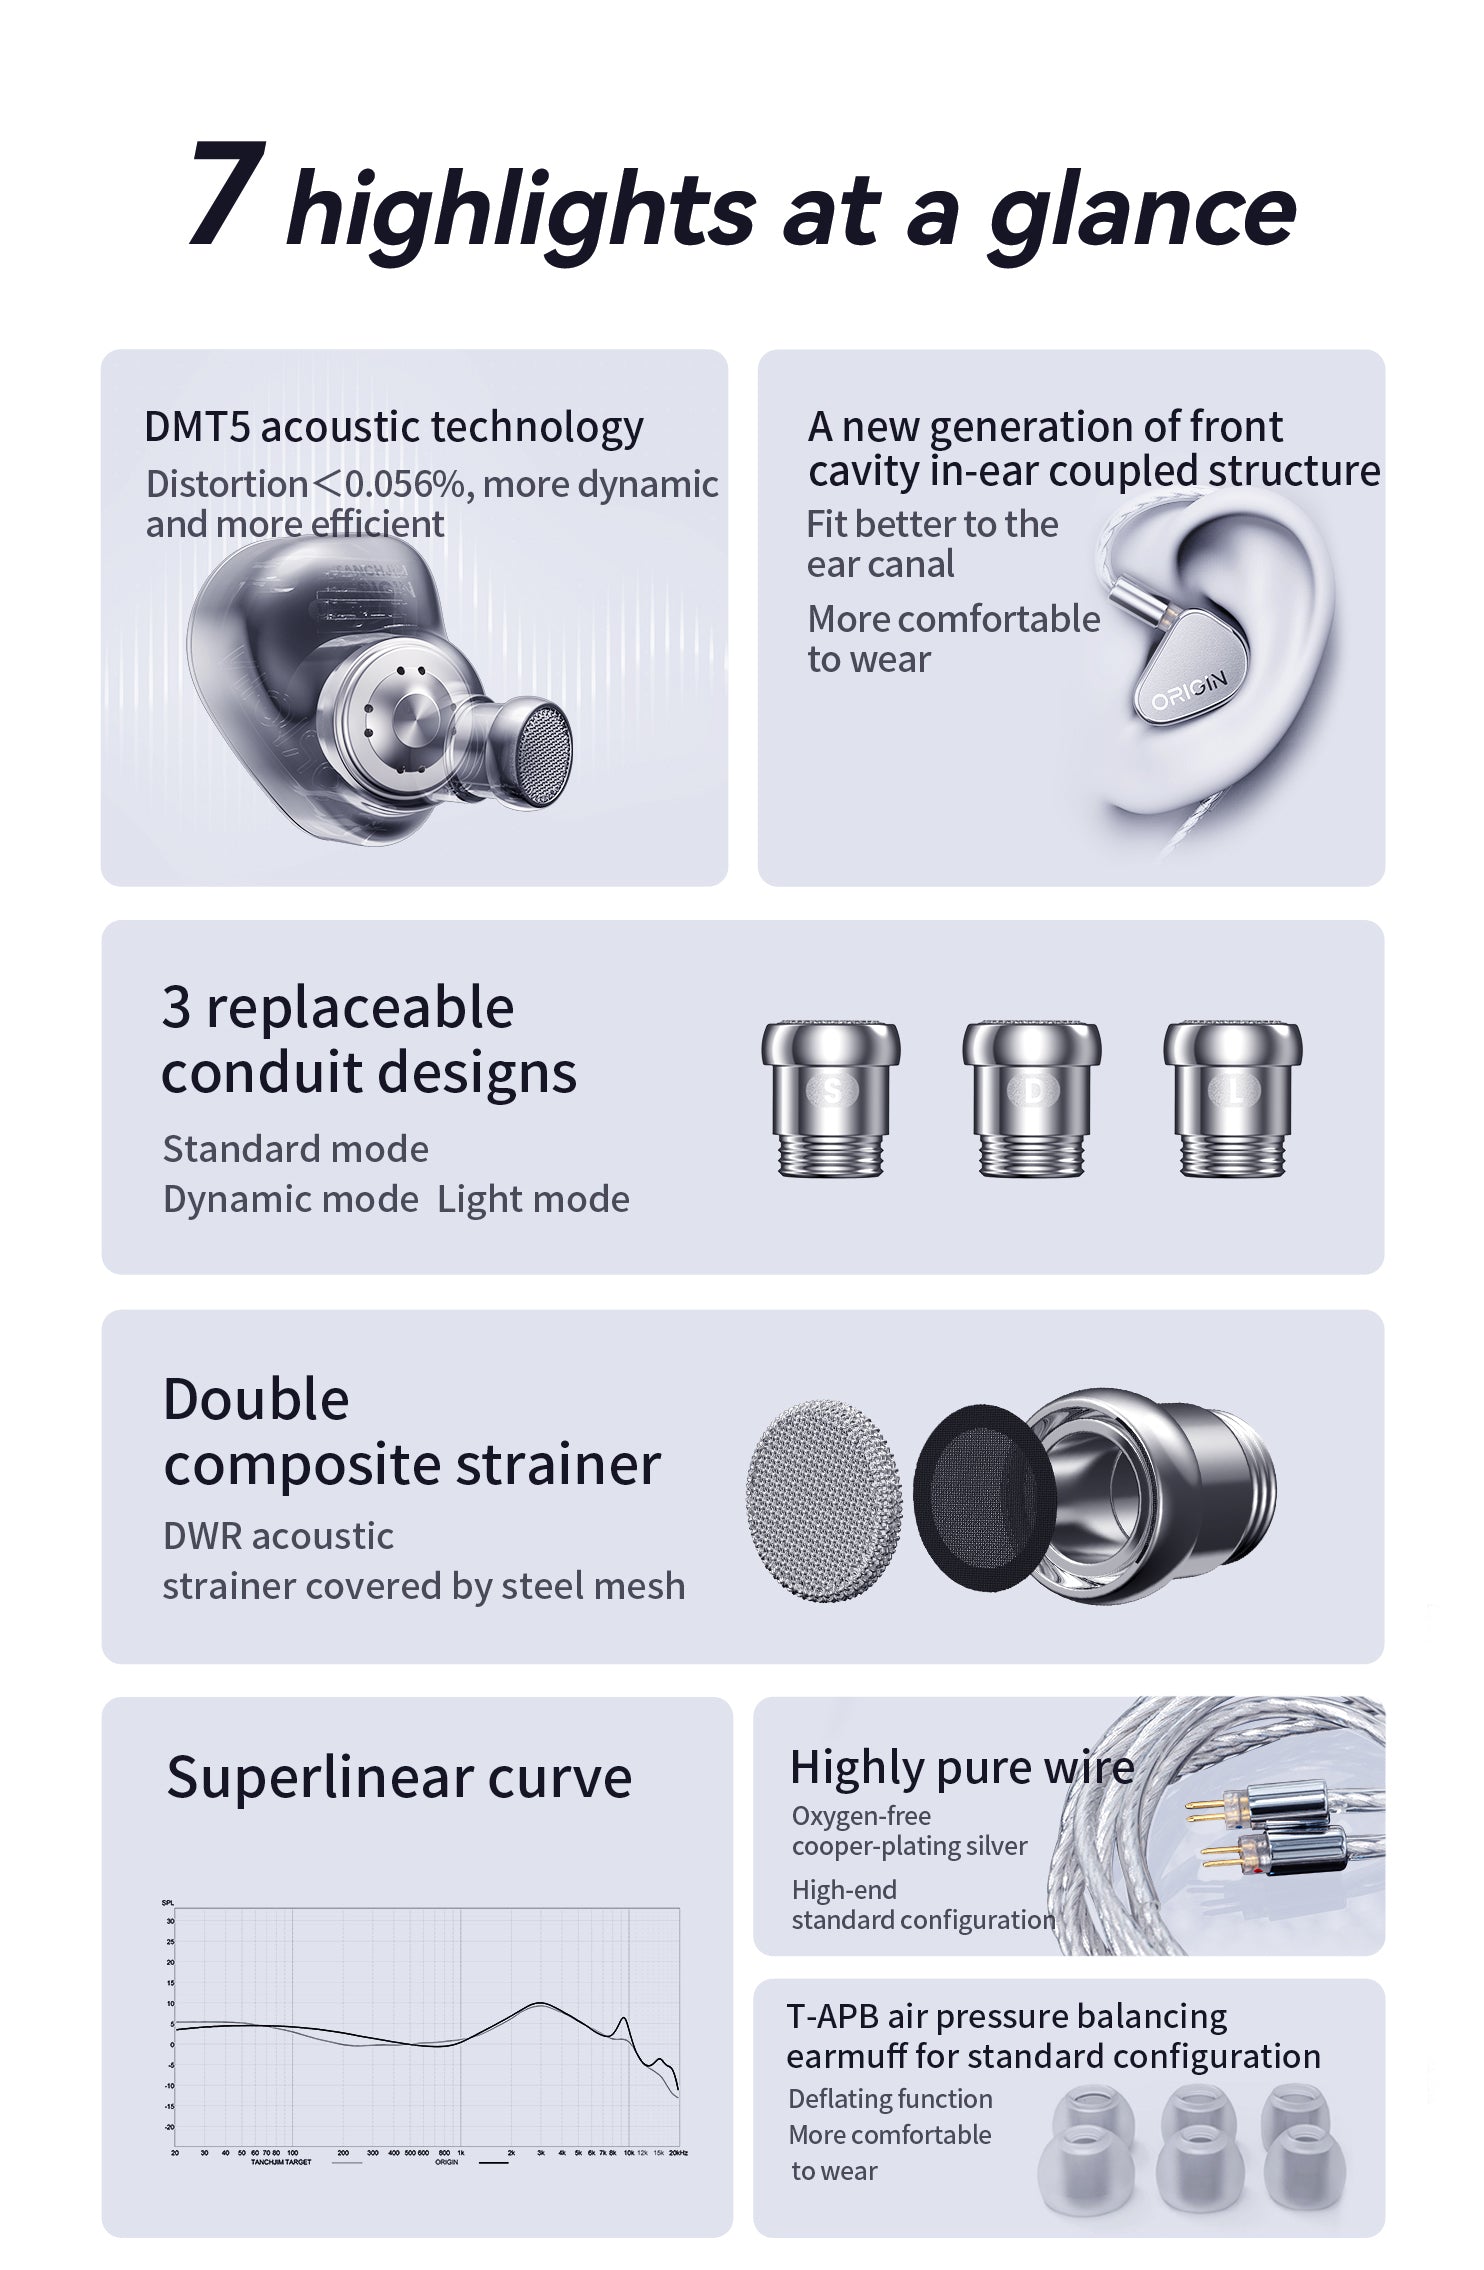 7 highlights at a glance
DMT5 acoustic technology
Distortion＜0.056%, more dynamic
and more efficient
TANCHJIM
ORIGIN
A new generation of front
cavity in-ear coupled structure
Fit better to the
ear canal
More comfortable
to wear
ORIGIN
3 replaceable
conduit designs
Standard mode
Dynamic mode Light mode
S
D
L
Double
composite strainer
DWR acoustic
strainer covered by steel mesh
Superlinear curve
SPL
30
25
20
15
10
5
0
-5
-10
-15
-20
20 30 40 50 60 70 80 100 200 300 400 500 600 800 1k 2k 3k 4k 5k 6k 7k 8k 10k 12k 15k 20kHz
TANCHJIM TARGET ORIGIN
Highly pure wire
Oxygen-free
cooper-plating silver
High-end
standard configuration
T-APB air pressure balancing
earmuff for standard configuration
Deflating function
More comfortable
to wear